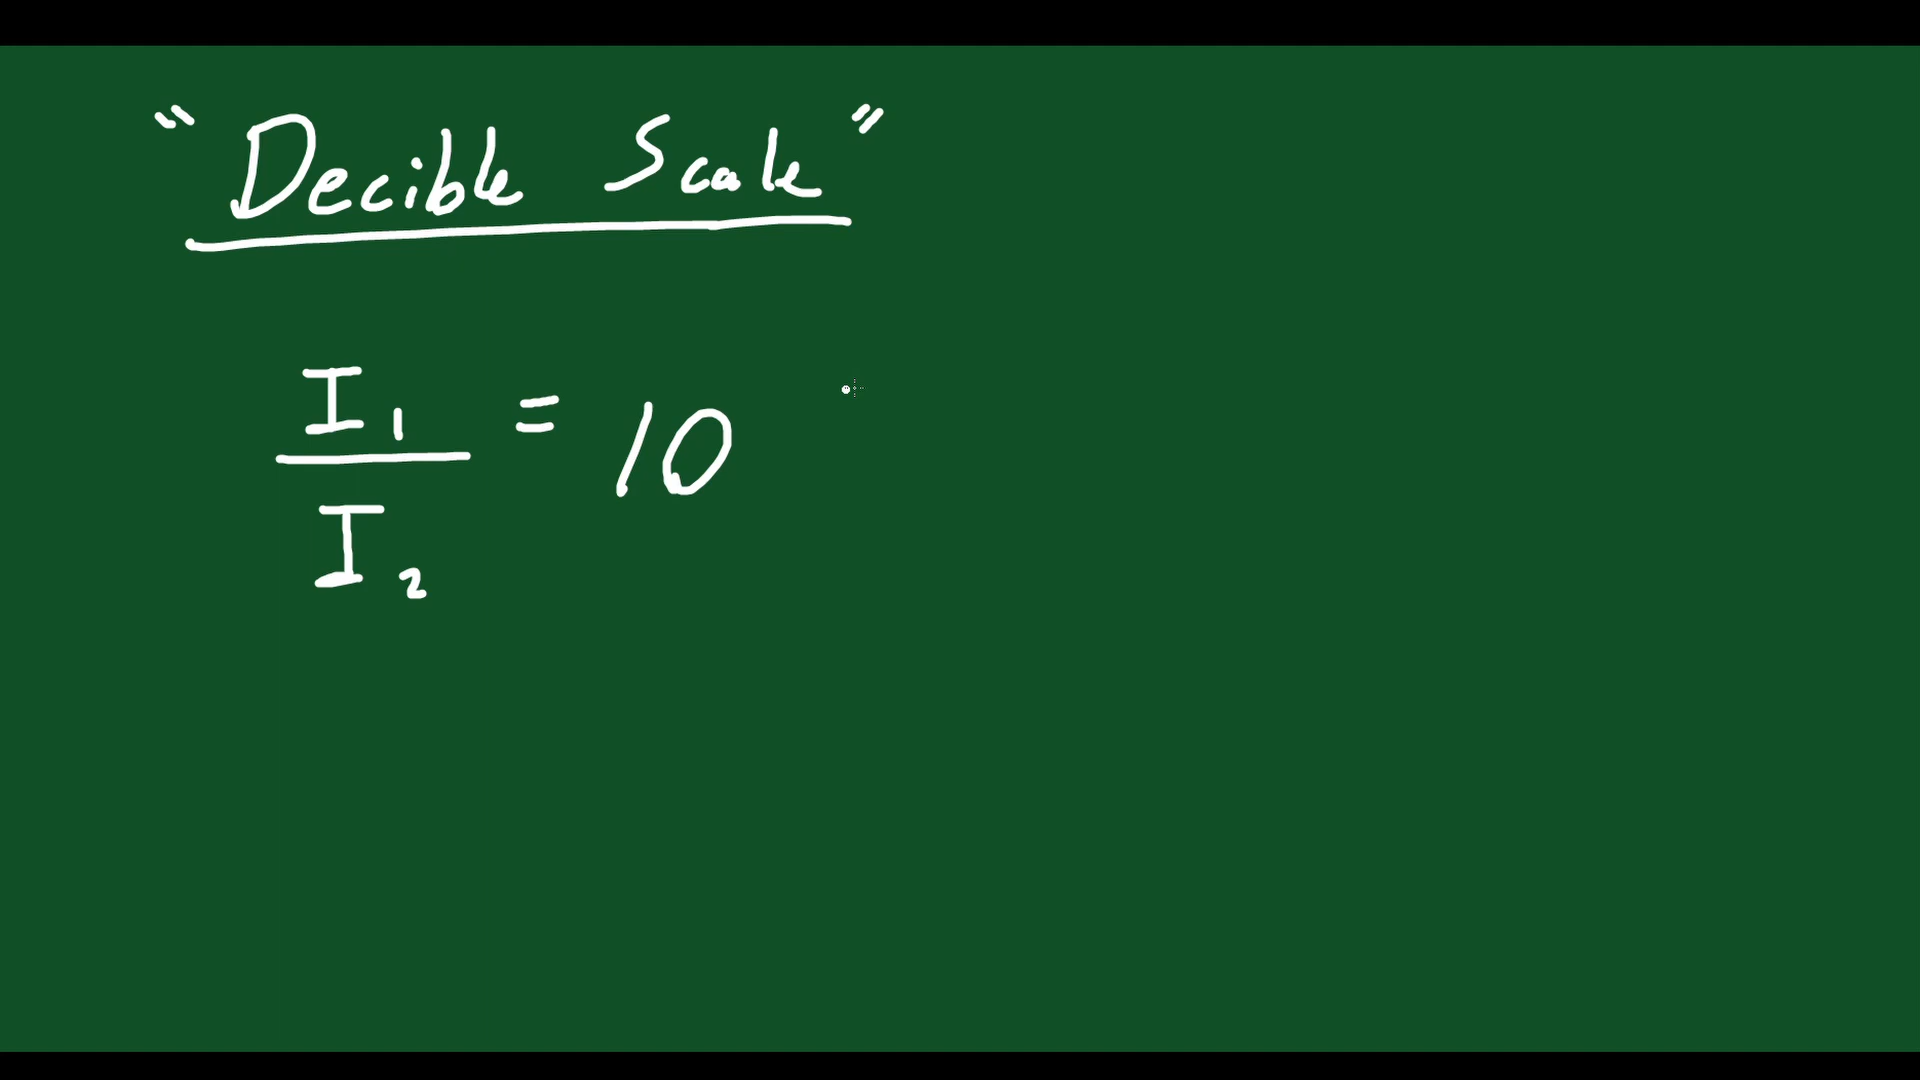 "Decible Scale"
I₁
— = 10
I₂